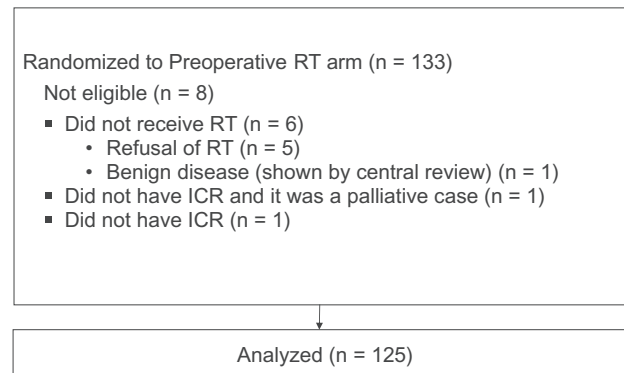 Randomized to Preoperative RT arm (n = 133)
Not eligible (n = 8)
▪ Did not receive RT (n = 6)
• Refusal of RT (n = 5)
• Benign disease (shown by central review) (n = 1)
▪ Did not have ICR and it was a palliative case (n = 1)
▪ Did not have ICR (n = 1)
Analyzed (n = 125)